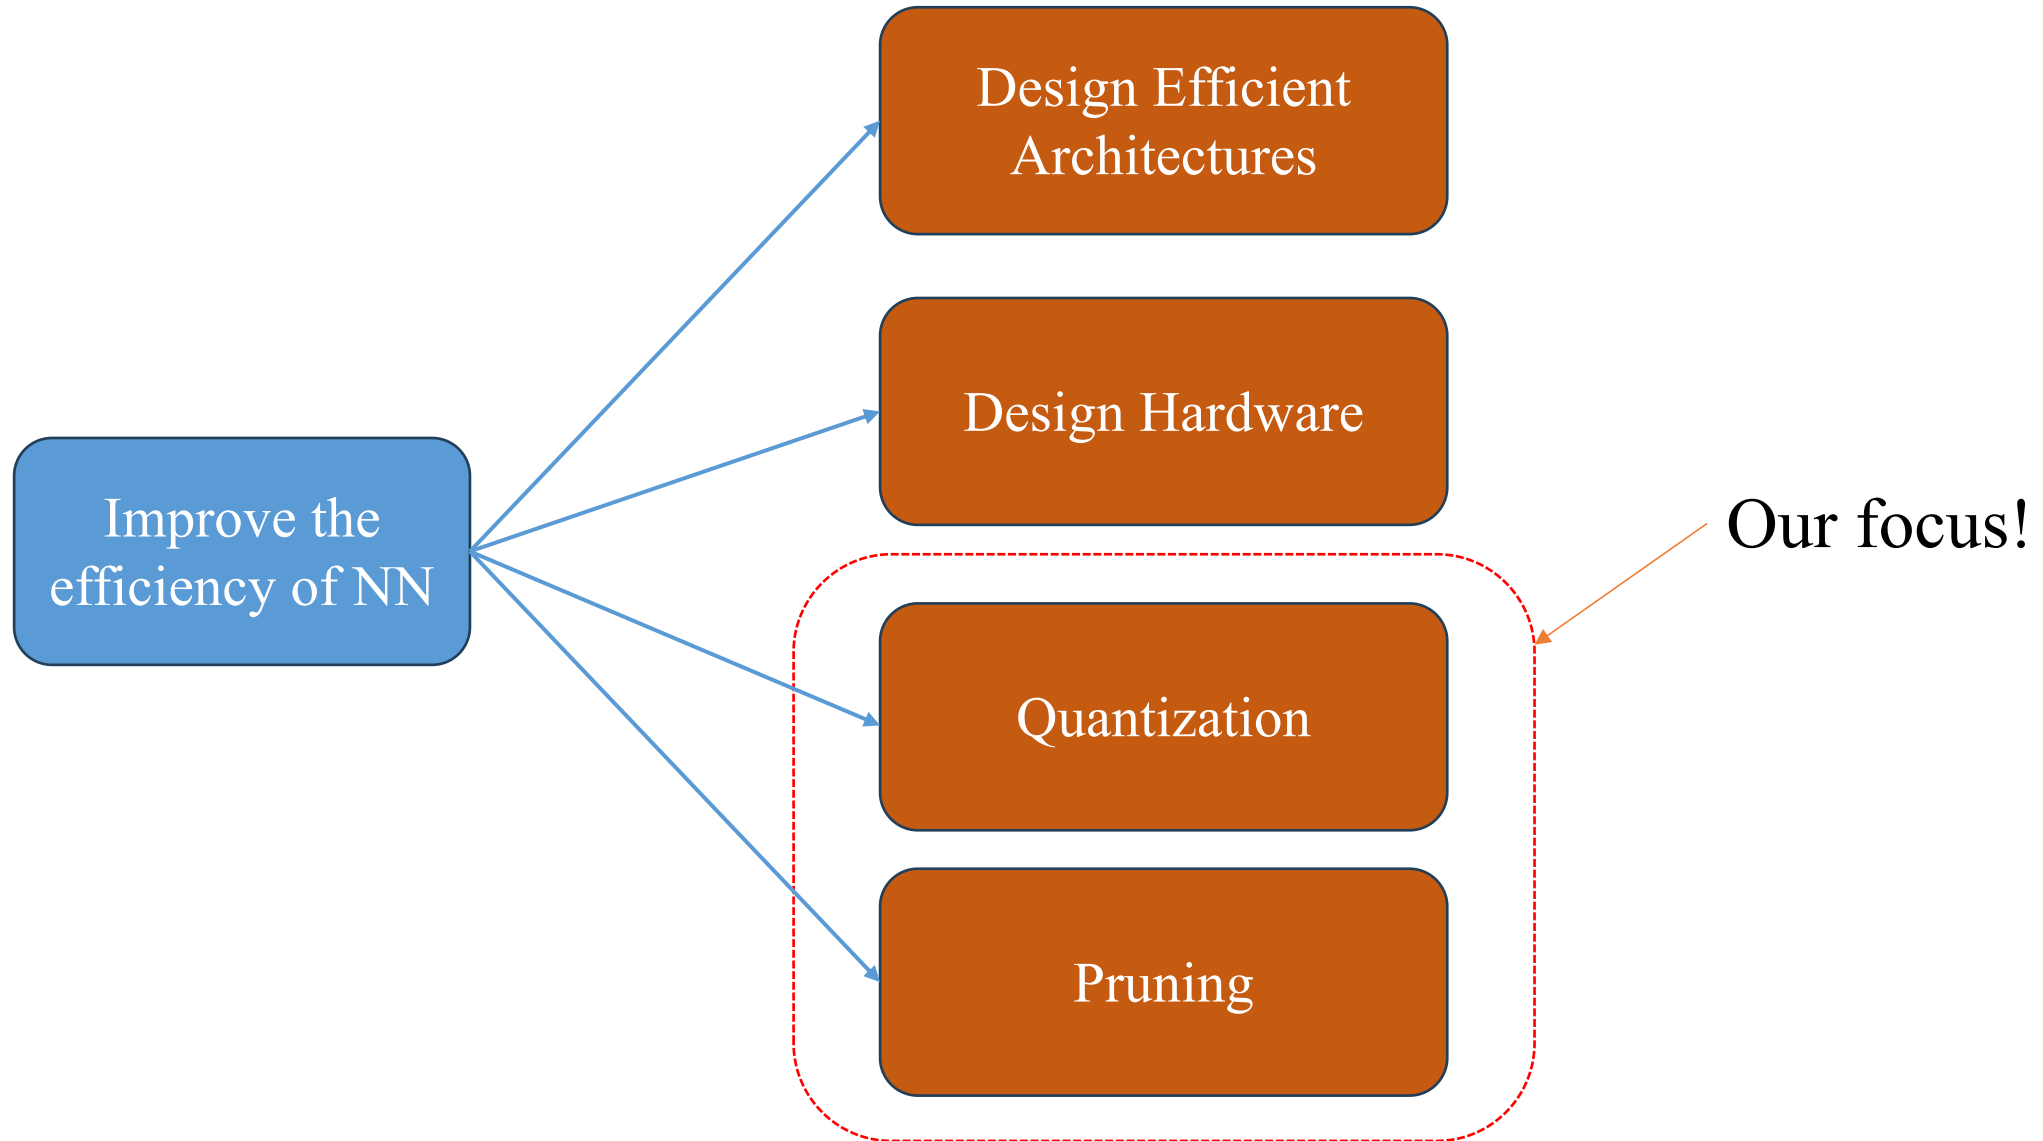 Design Efficient
Architectures
Design Hardware
Improve the
efficiency of NN
Our focus!
Quantization
Pruning